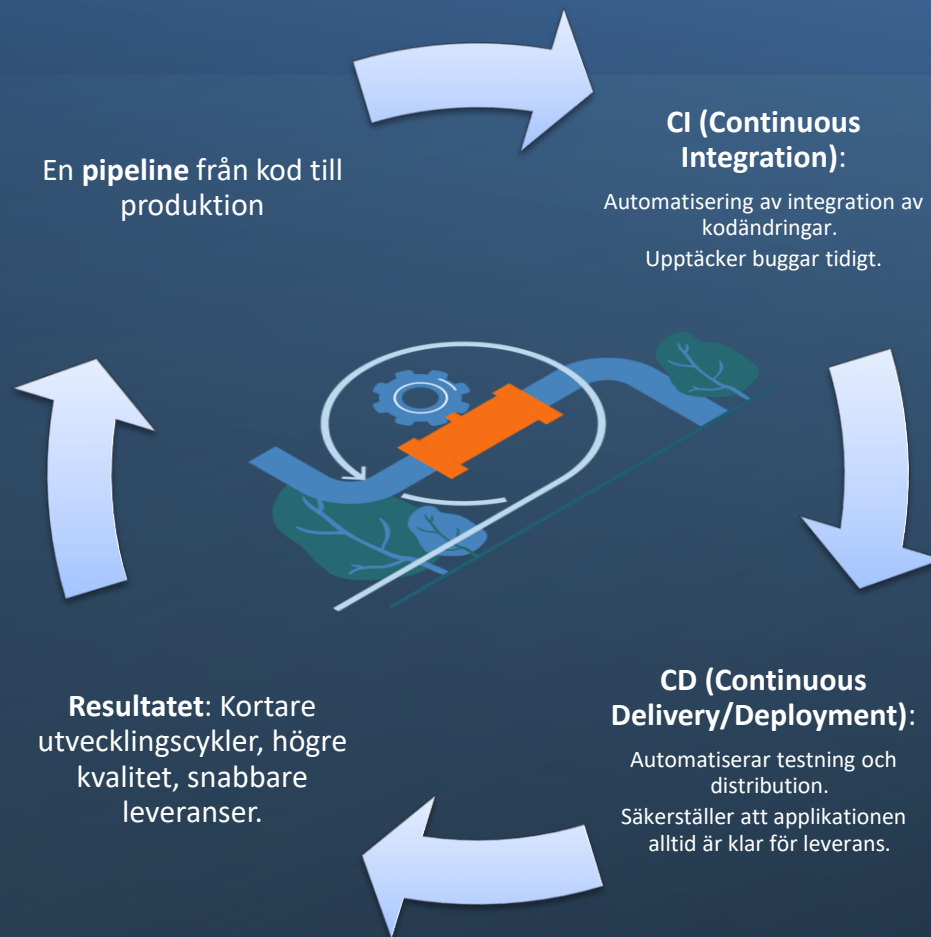 En pipeline från kod till
produktion
CI (Continuous
Integration):
Automatisering av integration av
kodändringar.
Upptäcker buggar tidigt.
CD (Continuous
Delivery/Deployment):
Automatiserar testning och
distribution.
Säkerställer att applikationen
alltid är klar för leverans.
Resultatet: Kortare
utvecklingscykler, högre
kvalitet, snabbare
leveranser.